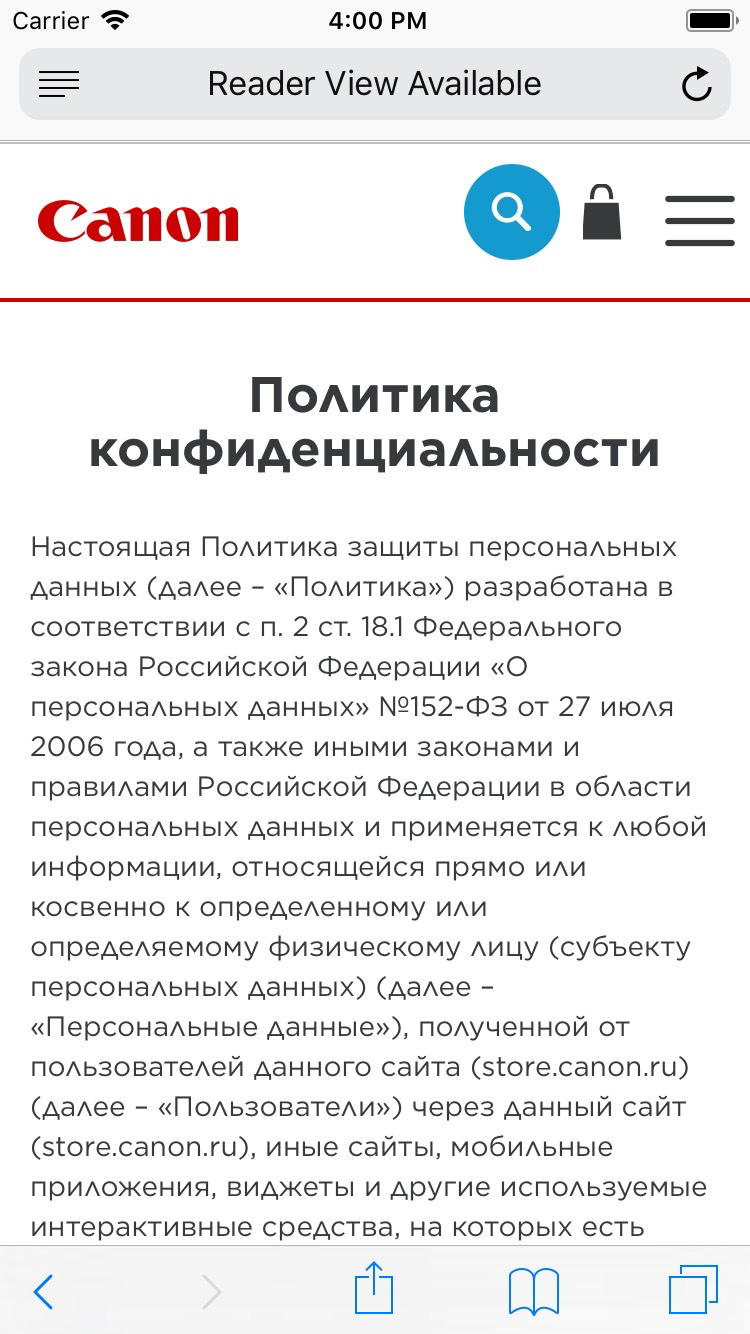 Carrier 4:00 PM
Reader View Available
Canon
Политика
конфиденциальности
Настоящая Политика защиты персональных
данных (далее – «Политика») разработана в
соответствии с п. 2 ст. 18.1 Федерального
закона Российской Федерации «О
персональных данных» №152-ФЗ от 27 июля
2006 года, а также иными законами и
правилами Российской Федерации в области
персональных данных и применяется к любой
информации, относящейся прямо или
косвенно к определенному или
определяемому физическому лицу (субъекту
персональных данных) (далее –
«Персональные данные»), полученной от
пользователей данного сайта (store.canon.ru)
(далее – «Пользователи») через данный сайт
(store.canon.ru), иные сайты, мобильные
приложения, виджеты и другие используемые
интерактивные средства, на которых есть